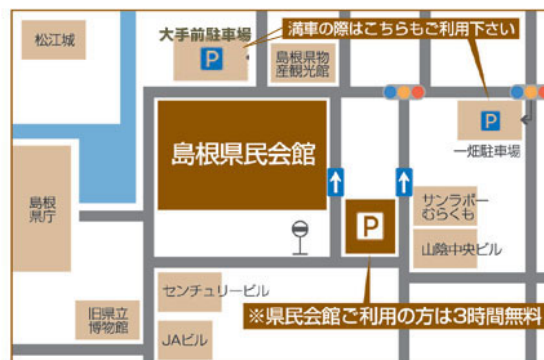 松江城
大手前駐車場
P
満車の際はこちらもご利用下さい
島根県物
産観光館
島根県民会館
P
一畑駐車場
島根
県庁
P
サンラポー
むらくも
山陰中央ビル
センチュリービル
※県民会館ご利用の方は3時間無料
旧県立
博物館
JAビル